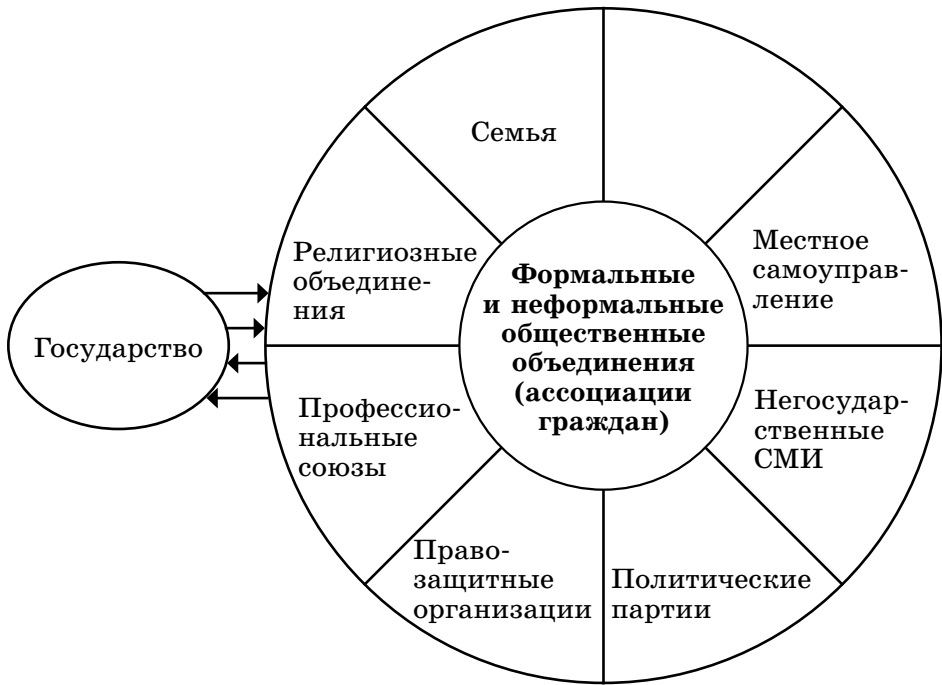 Семья
Религиозные
объедине-
ния
Местное
самоуправ-
ление
Формальные
и неформальные
общественные
объединения
(ассоциации
граждан)
Государство
Профессио-
нальные
союзы
Негосудар-
ственные
СМИ
Право-
защитные
организации
Политические
партии